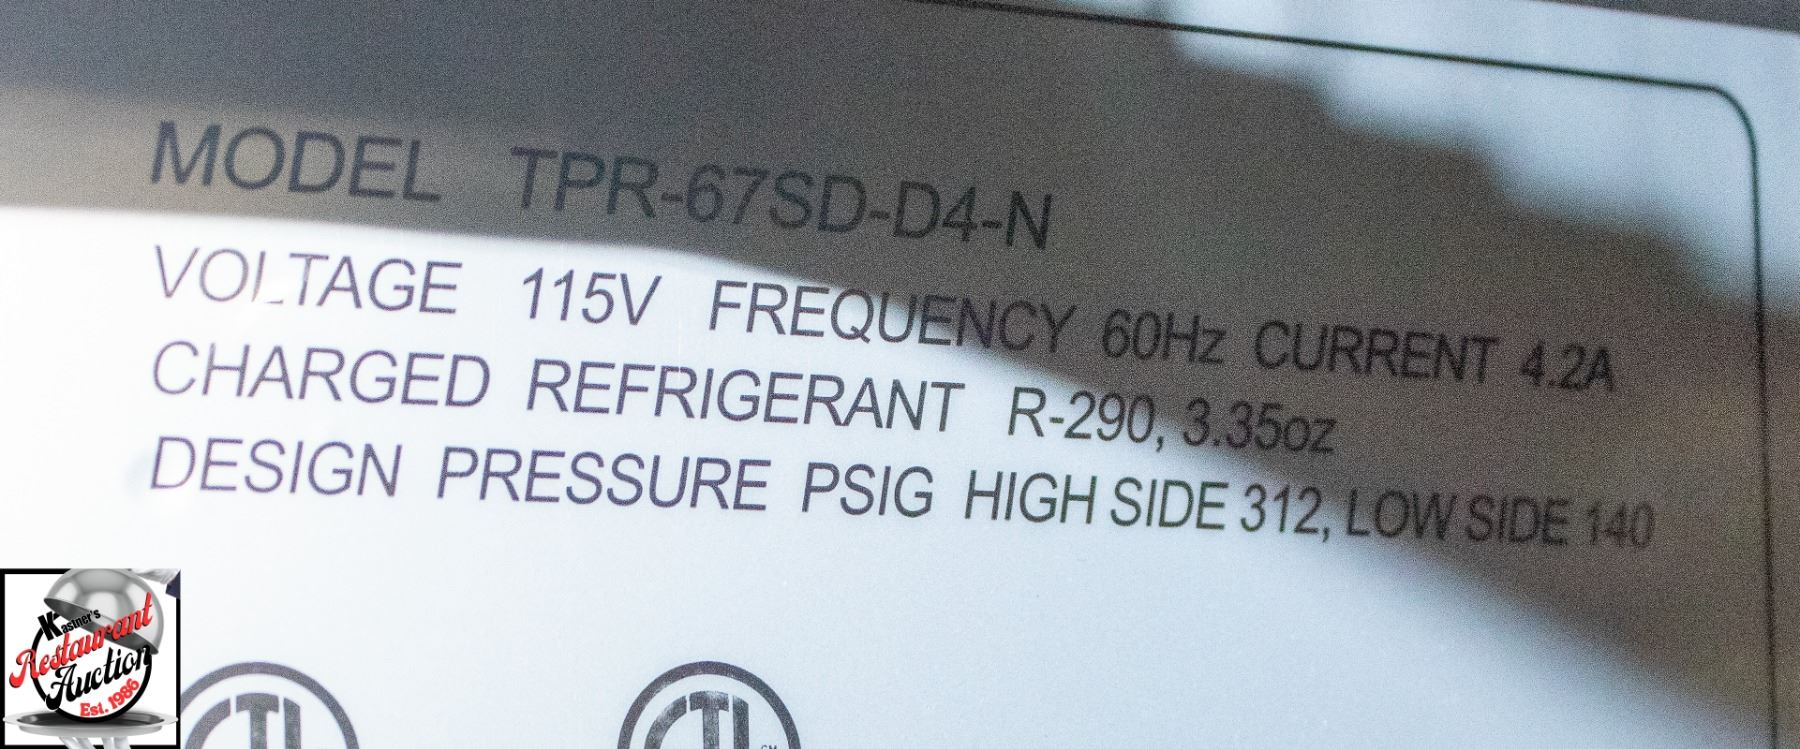 MODEL TPR-67SD-D4-N
VOLTAGE 115V FREQUENCY 60Hz CURRENT 4.2A
CHARGED REFRIGERANT R-290, 3.35oz
DESIGN PRESSURE PSIG HIGH SIDE 312, LOW SIDE 140
Kastner's
Restaurant
Auction
Est. 1986